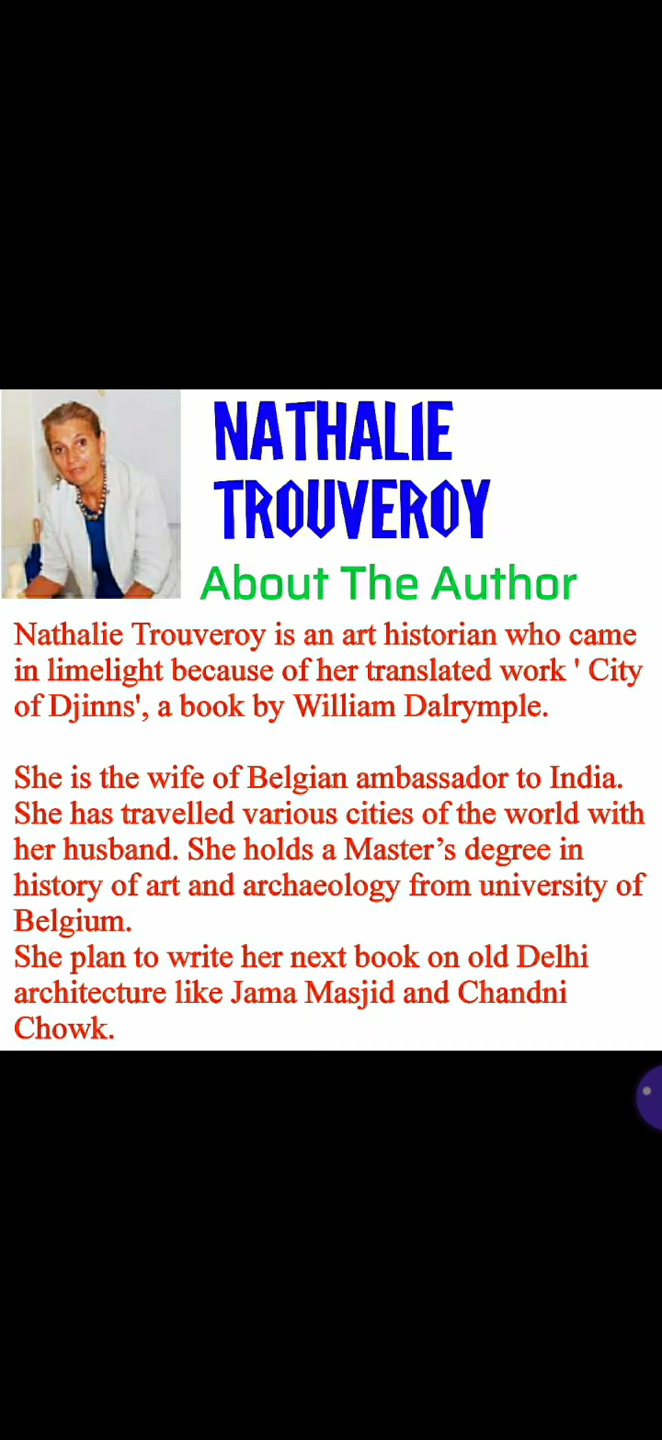 NATHALIE
TROUVEROY
About The Author
Nathalie Trouveroy is an art historian who came
in limelight because of her translated work ' City
of Djinns', a book by William Dalrymple.
She is the wife of Belgian ambassador to India.
She has travelled various cities of the world with
her husband. She holds a Master’s degree in
history of art and archaeology from university of
Belgium.
She plan to write her next book on old Delhi
architecture like Jama Masjid and Chandni
Chowk.